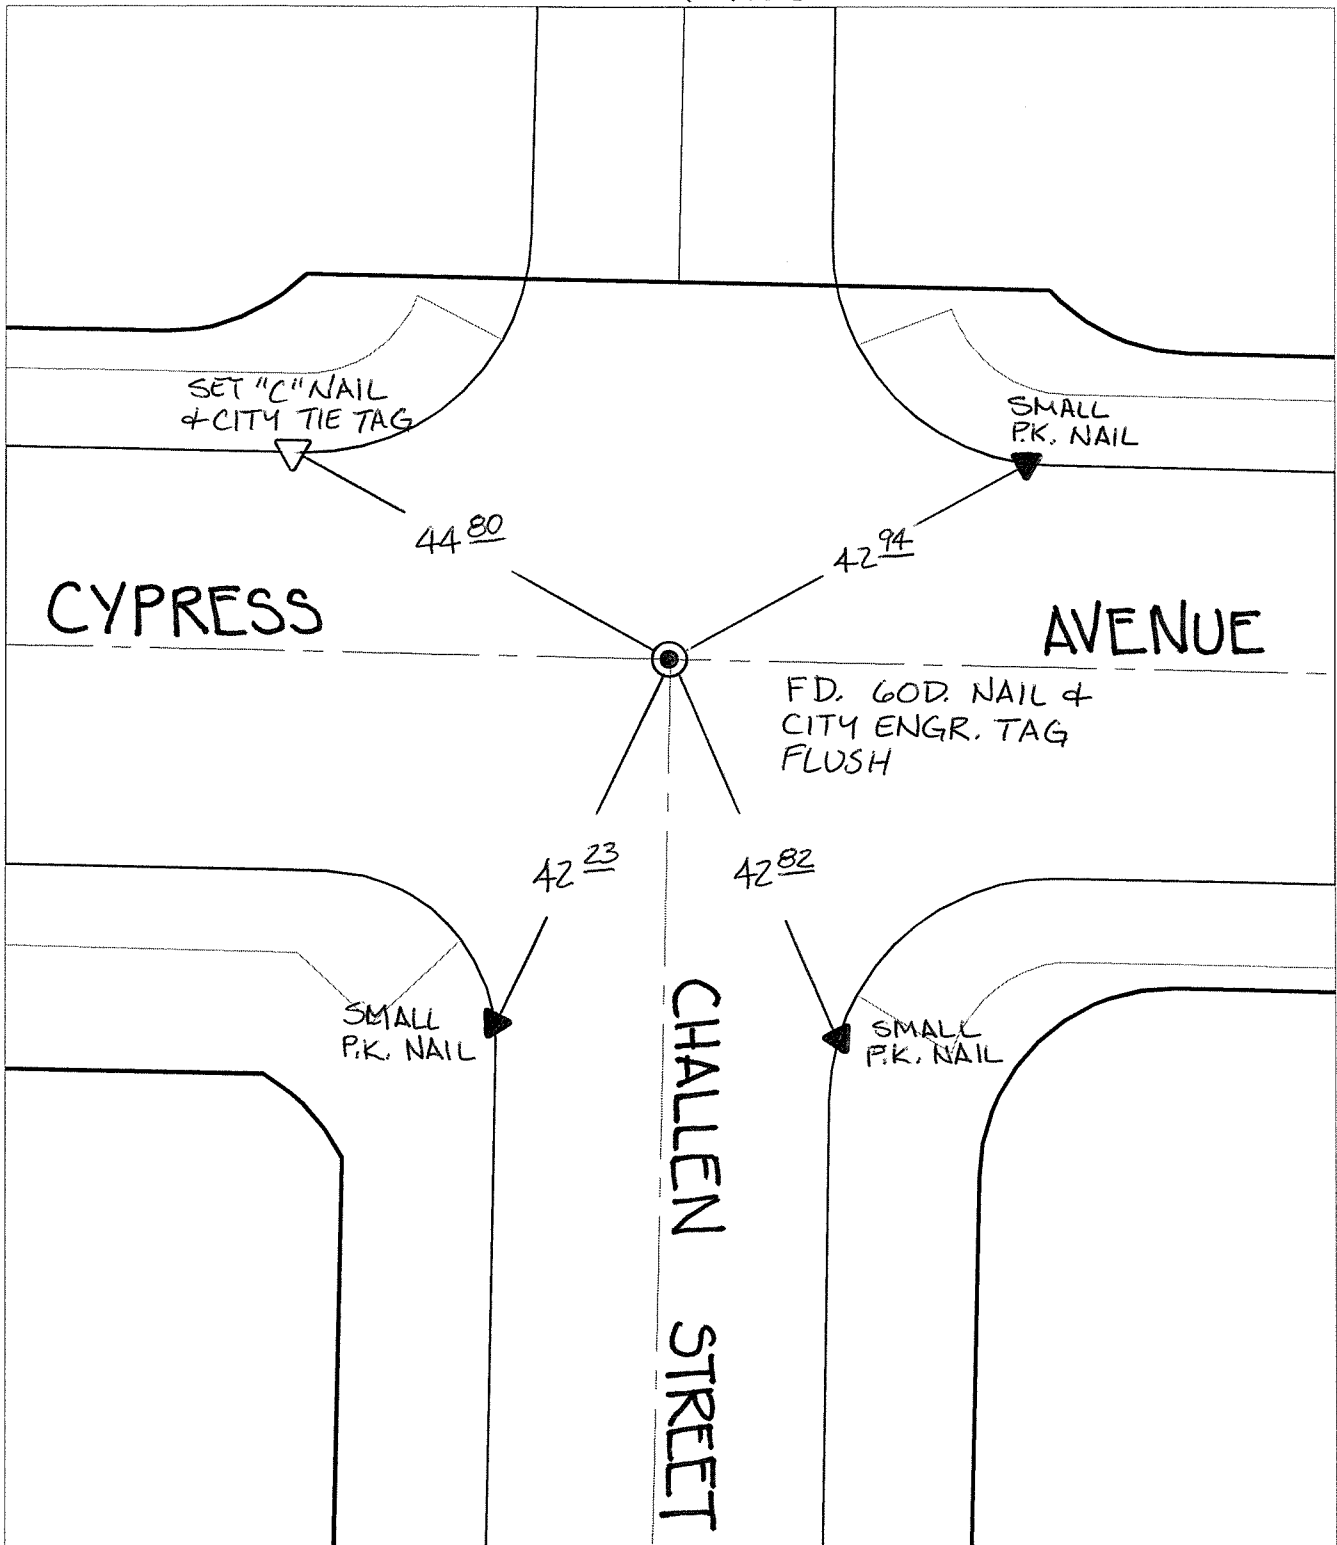 SET "C" NAIL
& CITY TIE TAG
SMALL
P.K. NAIL
44 80
42 94
CYPRESS AVENUE
FD. 60D. NAIL &
CITY ENGR. TAG
FLUSH
42 23
42 82
SMALL
P.K. NAIL
SMALL
P.K. NAIL
CHALLEN STREET